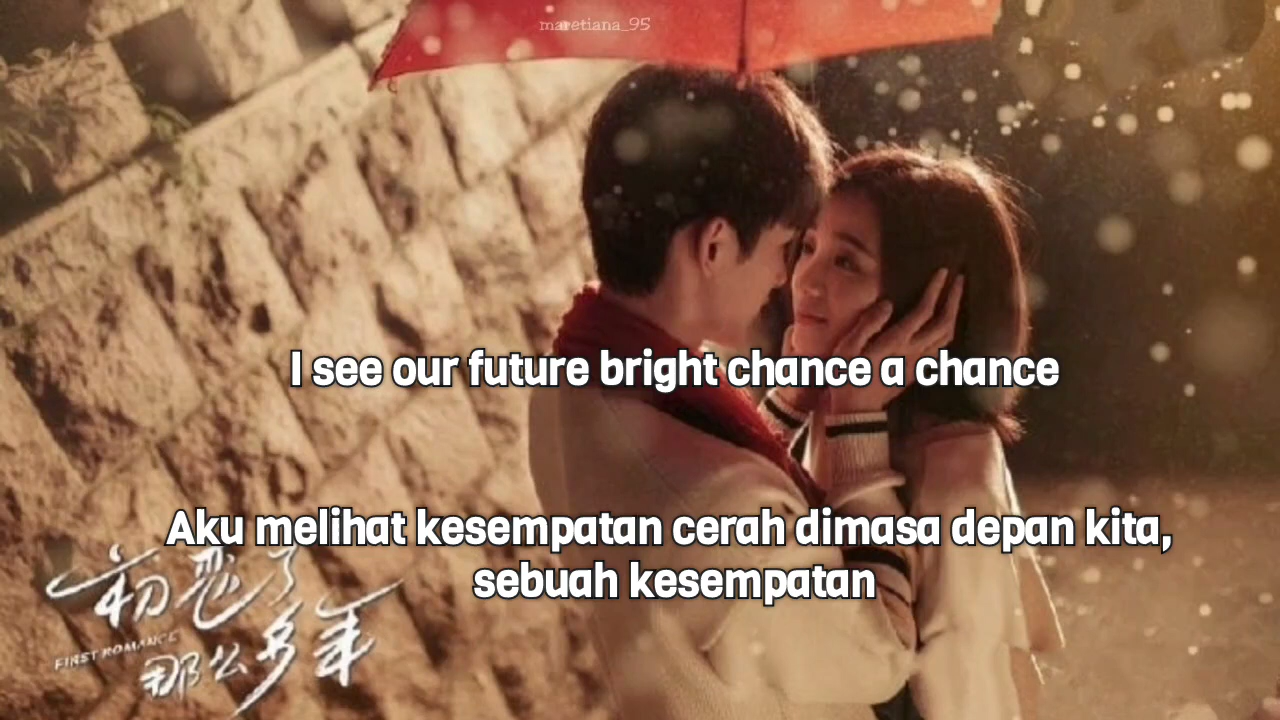 maretiana_95
I see our future bright chance a chance
Aku melihat kesempatan cerah dimasa depan kita,
sebuah kesempatan
初恋了
FIRST ROMANCE
那么多年